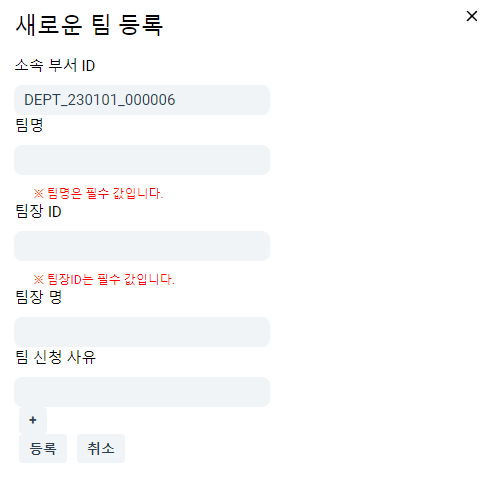 새로운 팀 등록
×
소속 부서 ID
DEPT_230101_000006
팀명
※ 팀명은 필수 값입니다.
팀장 ID
※ 팀장ID는 필수 값입니다.
팀장 명
팀 신청 사유
+
등록 취소